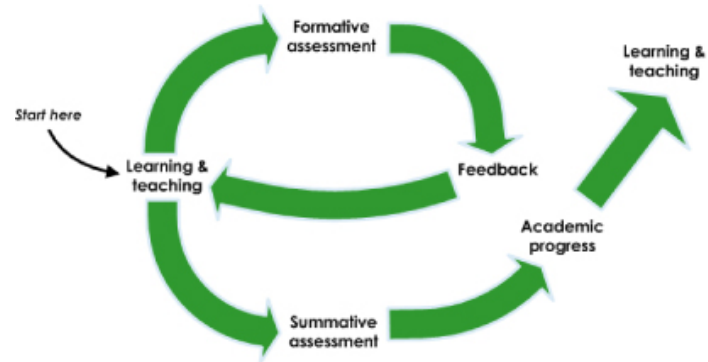 Formative
assessment
Learning &
teaching
Start here
Learning &
teaching
Feedback
Academic
progress
Summative
assessment